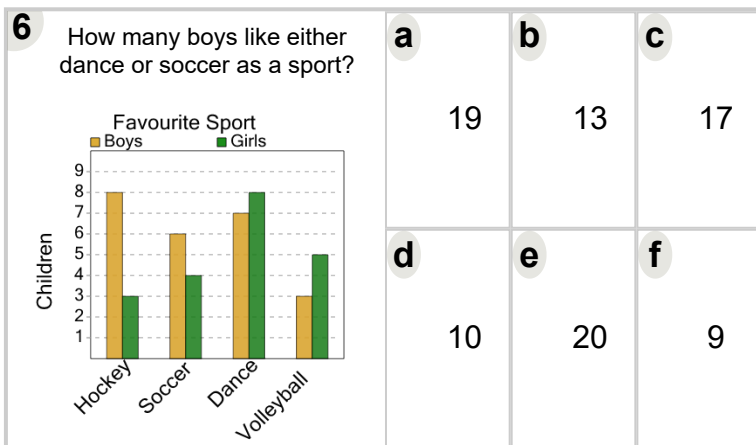 6
How many boys like either
dance or soccer as a sport?
Favourite Sport
Boys Girls
9
8
7
6
5
4
3
2
1
Children
Hockey
Soccer
Dance
Volleyball
a
19
b
13
c
17
d
10
e
20
f
9